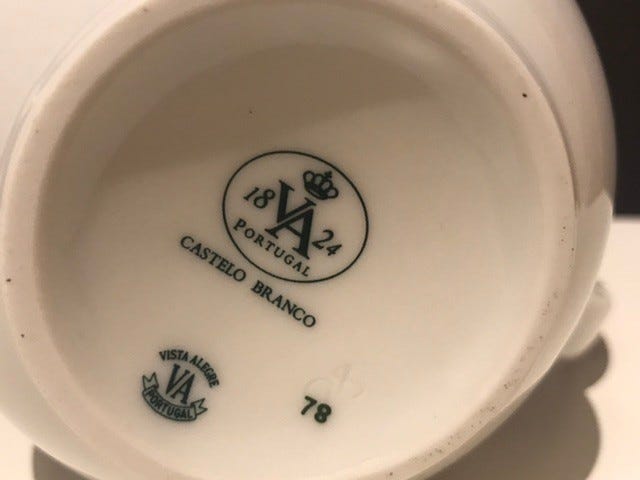 18 VA 24
PORTUGAL
CASTELO BRANCO
VISTA ALEGRE
VA
PORTUGAL
78